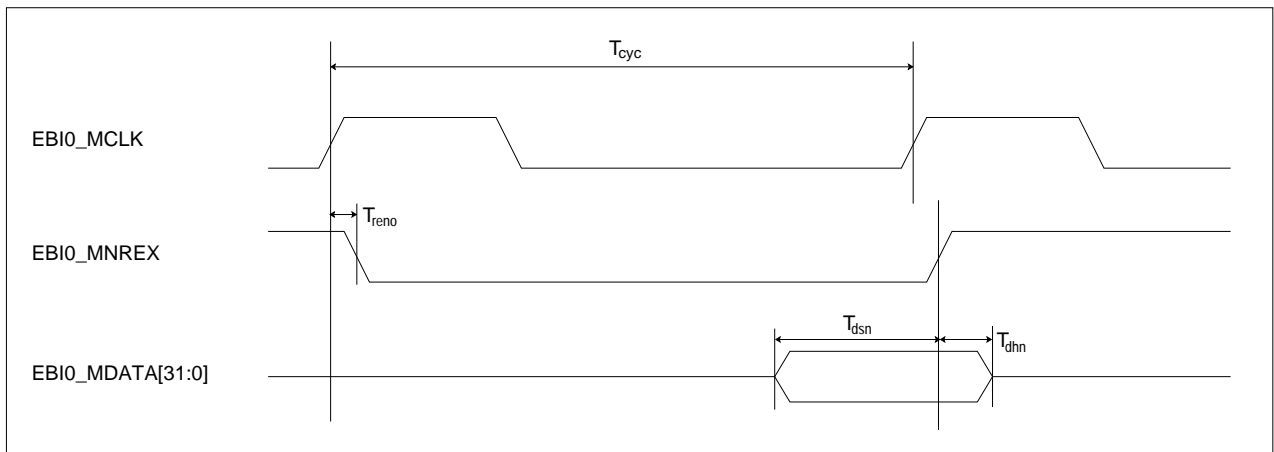 Tcyc
EBI0_MCLK
Treno
EBI0_MNREX
Tdsn
Tdhn
EBI0_MDATA[31:0]